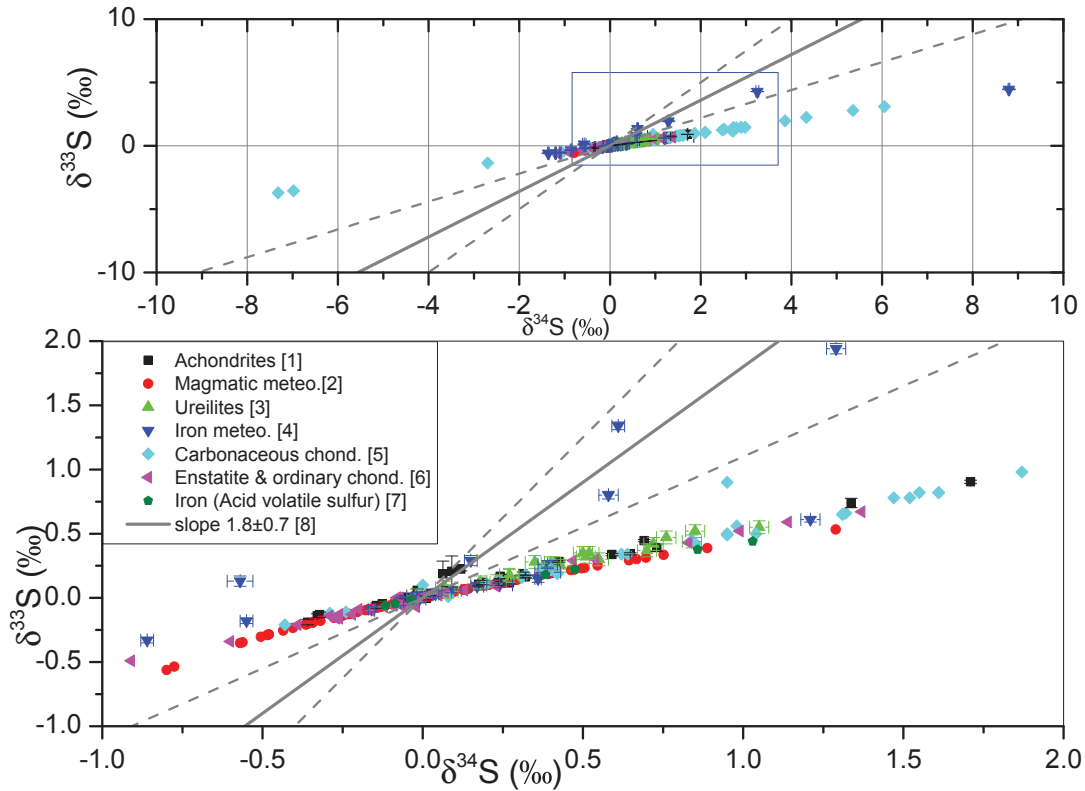 10
0
-10
δ³³S (‰)
-10 -8 -6 -4 -2 0 2 4 6 8 10
δ³⁴S (‰)
2.0
1.5
1.0
0.5
0.0
-0.5
-1.0
δ³³S (‰)
Achondrites [1]
Magmatic meteo.[2]
Ureilites [3]
Iron meteo. [4]
Carbonaceous chond. [5]
Enstatite & ordinary chond. [6]
Iron (Acid volatile sulfur) [7]
slope 1.8±0.7 [8]
-1.0 -0.5 0.0 0.5 1.0 1.5 2.0
δ³⁴S (‰)